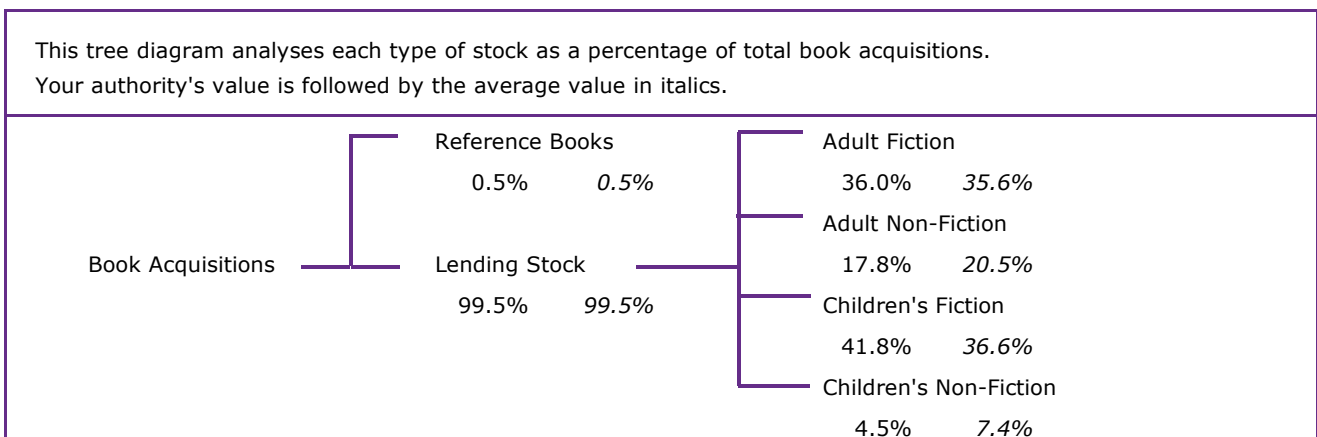 This tree diagram analyses each type of stock as a percentage of total book acquisitions.
Your authority's value is followed by the average value in italics.
Reference Books
0.5% 0.5%
Book Acquisitions
Lending Stock
99.5% 99.5%
Adult Fiction
36.0% 35.6%
Adult Non-Fiction
17.8% 20.5%
Children's Fiction
41.8% 36.6%
Children's Non-Fiction
4.5% 7.4%